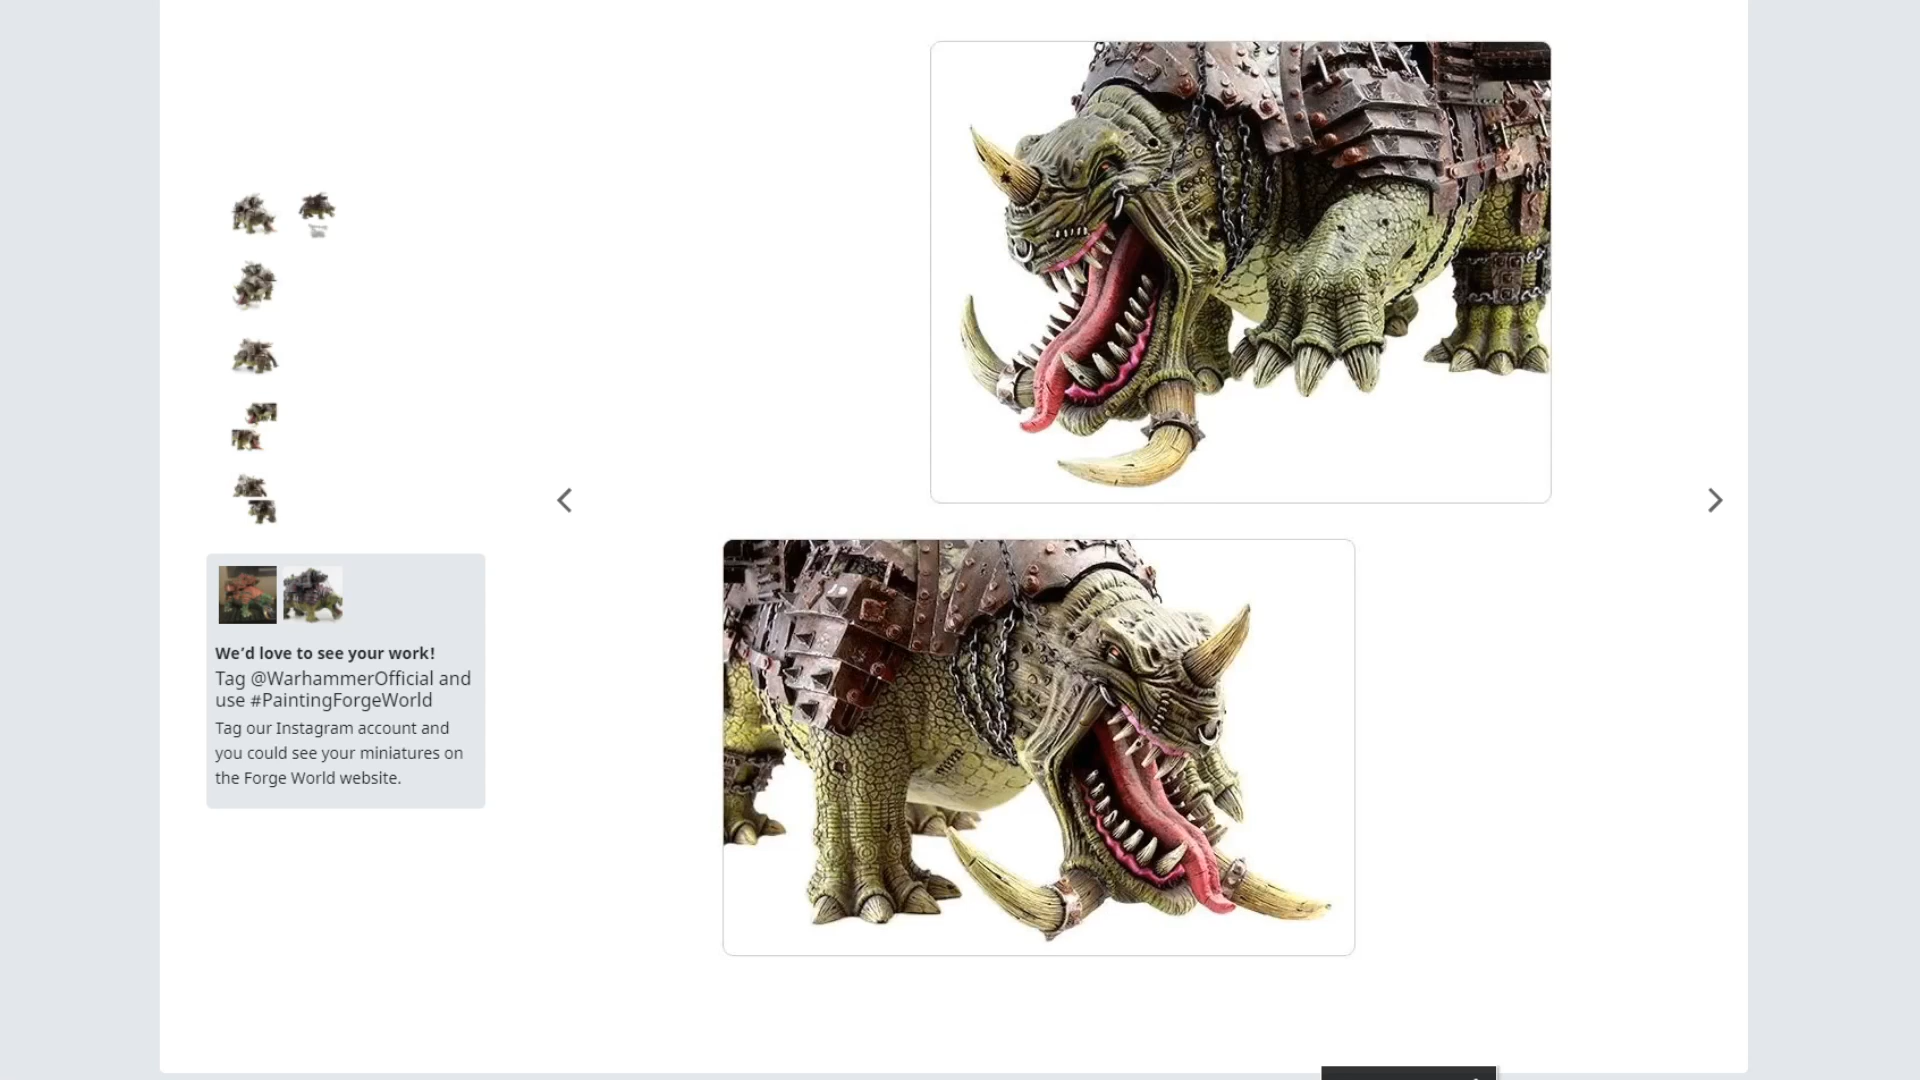 We’d love to see your work!
Tag @WarhammerOfficial and
use #PaintingForgeWorld
Tag our Instagram account and
you could see your miniatures on
the Forge World website.